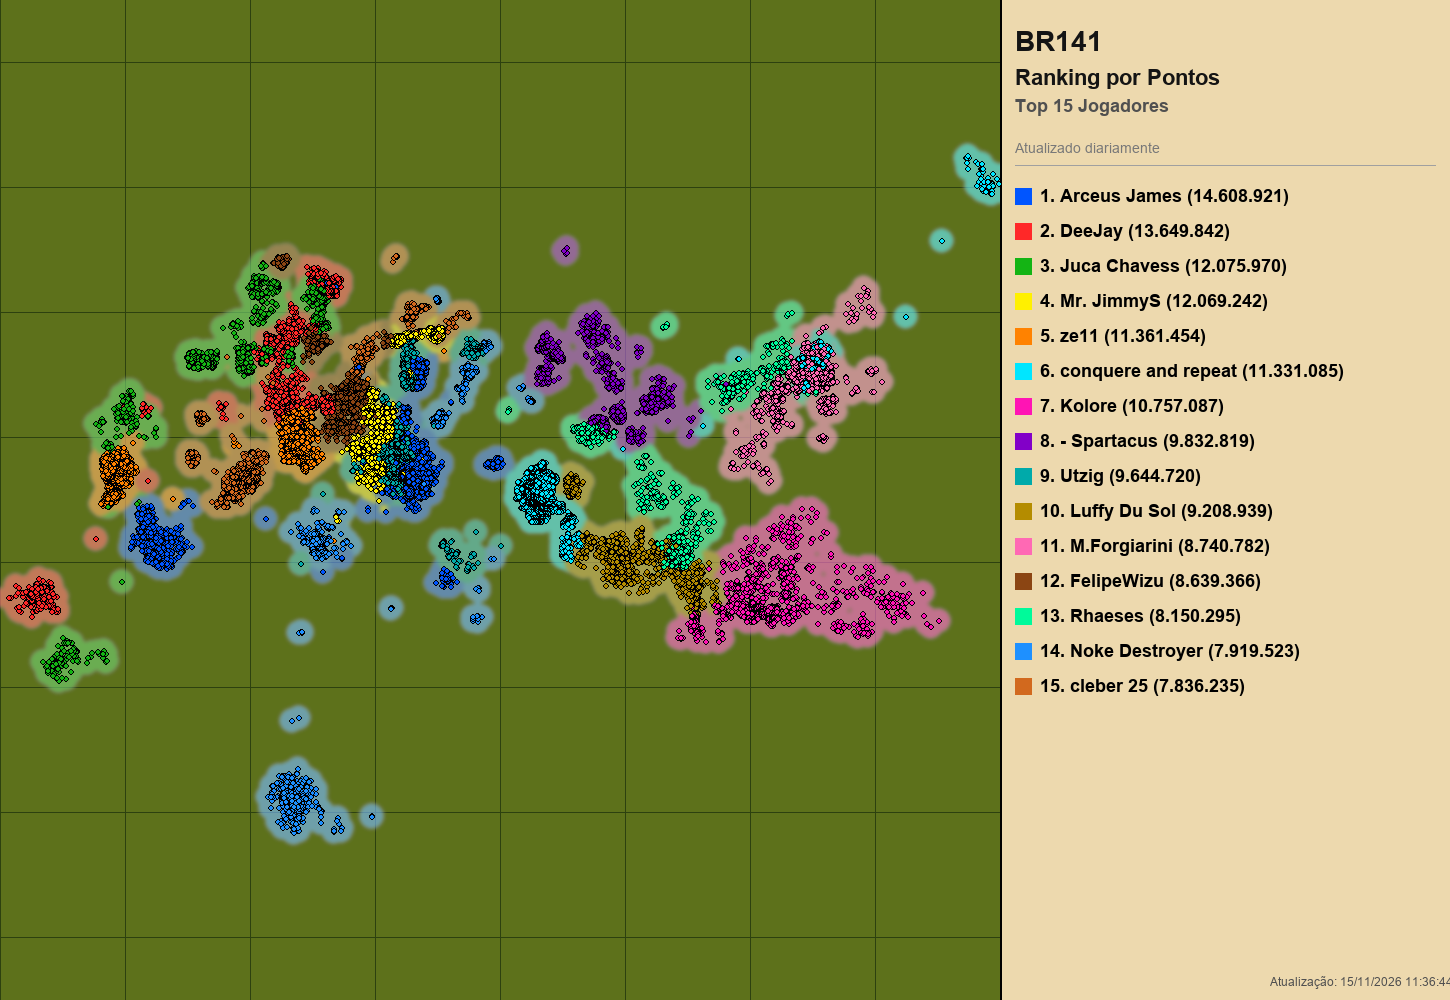 BR141
Ranking por Pontos
Top 15 Jogadores
Atualizado diariamente
1. Arceus James (14.608.921)
2. DeeJay (13.649.842)
3. Juca Chavess (12.075.970)
4. Mr. JimmyS (12.069.242)
5. ze11 (11.361.454)
6. conquere and repeat (11.331.085)
7. Kolore (10.757.087)
8. - Spartacus (9.832.819)
9. Utzig (9.644.720)
10. Luffy Du Sol (9.208.939)
11. M.Forgiarini (8.740.782)
12. FelipeWizu (8.639.366)
13. Rhaeses (8.150.295)
14. Noke Destroyer (7.919.523)
15. cleber 25 (7.836.235)
Atualização: 15/11/2026 11:36:44